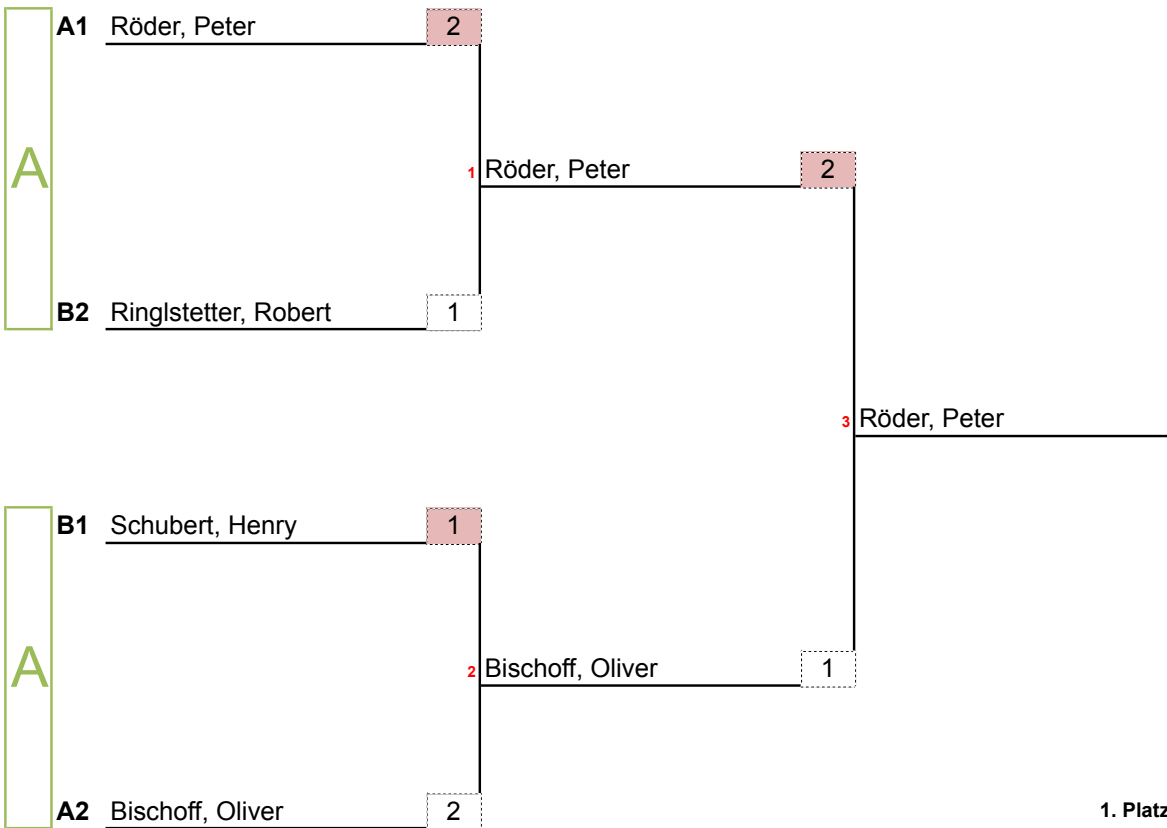 A1 Röder, Peter 2
A
1 Röder, Peter 2
B2 Ringlstetter, Robert 1
3 Röder, Peter
B1 Schubert, Henry 1
A
2 Bischoff, Oliver 1
A2 Bischoff, Oliver 2
1. Platz